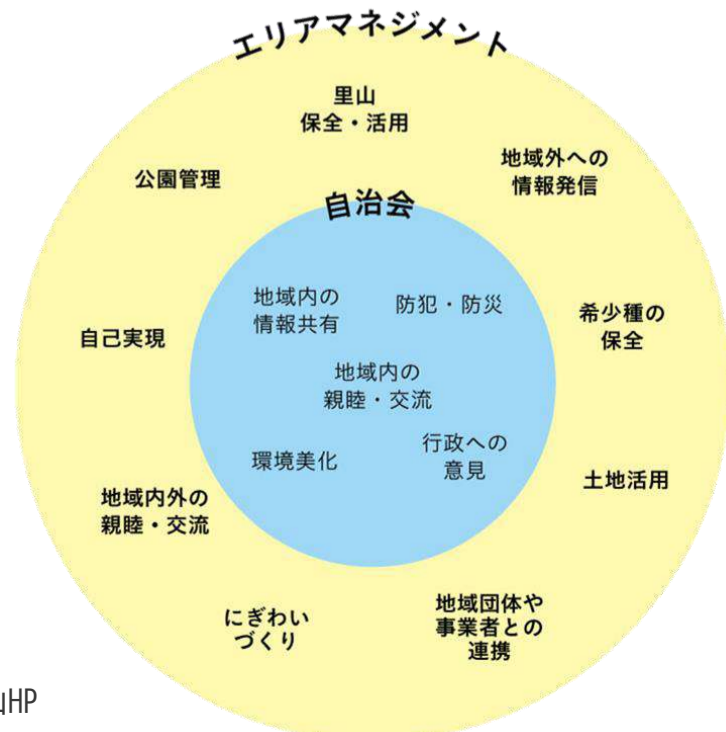 エリアマネジメント
里山
保全・活用
地域外への
情報発信
公園管理
自治会
地域内の
情報共有
防犯・防災
希少種の
保全
自己実現
地域内の
親睦・交流
環境美化
行政への
意見
土地活用
地域内外の
親睦・交流
にぎわい
づくり
地域団体や
事業者との
連携
HP